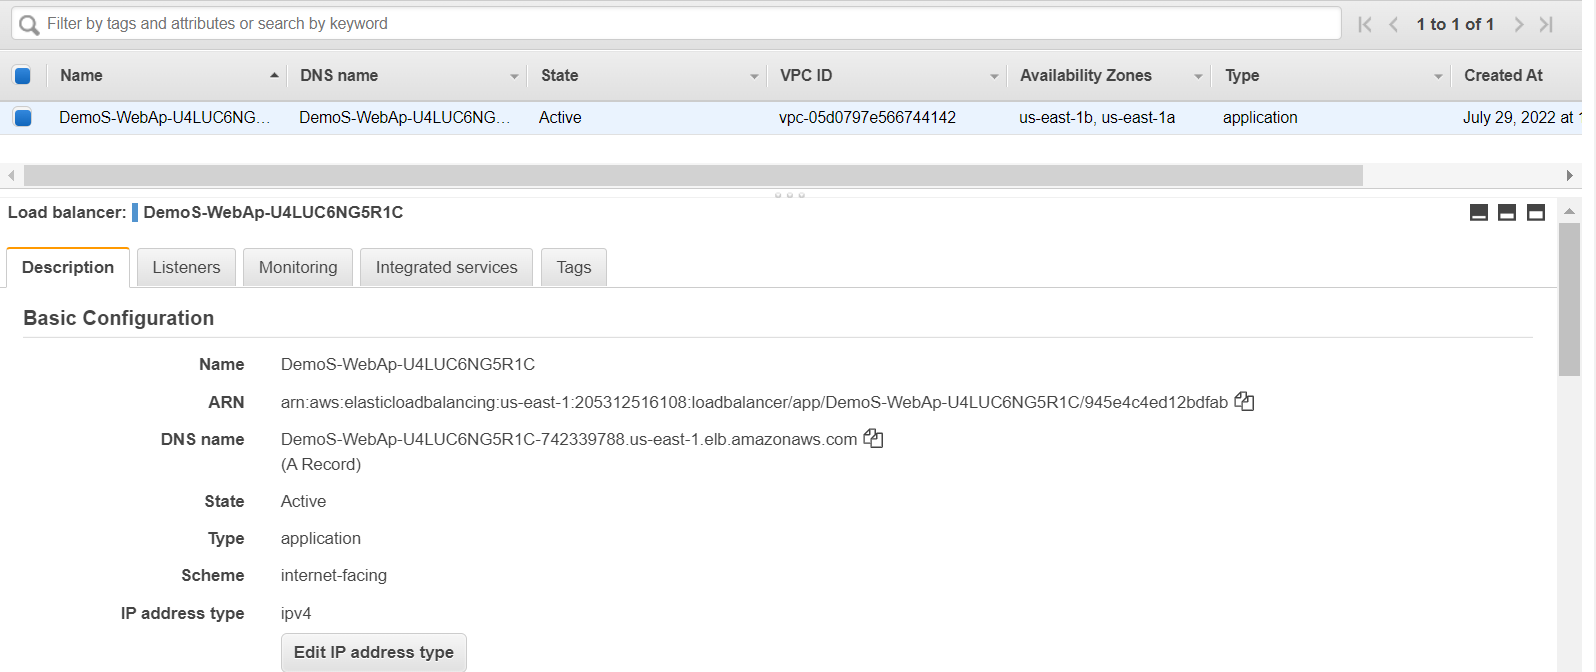 Filter by tags and attributes or search by keyword
1 to 1 of 1
Name DNS name State VPC ID Availability Zones Type Created At
DemoS-WebAp-U4LUC6NG... DemoS-WebAp-U4LUC6NG... Active vpc-05d0797e566744142 us-east-1b, us-east-1a application July 29, 2022 at 1
Load balancer: DemoS-WebAp-U4LUC6NG5R1C
Description Listeners Monitoring Integrated services Tags
Basic Configuration
Name DemoS-WebAp-U4LUC6NG5R1C
ARN arn:aws:elasticloadbalancing:us-east-1:205312516108:loadbalancer/app/DemoS-WebAp-U4LUC6NG5R1C/945e4c4ed12bdfab
DNS name DemoS-WebAp-U4LUC6NG5R1C-742339788.us-east-1.elb.amazonaws.com
(A Record)
State Active
Type application
Scheme internet-facing
IP address type ipv4
Edit IP address type